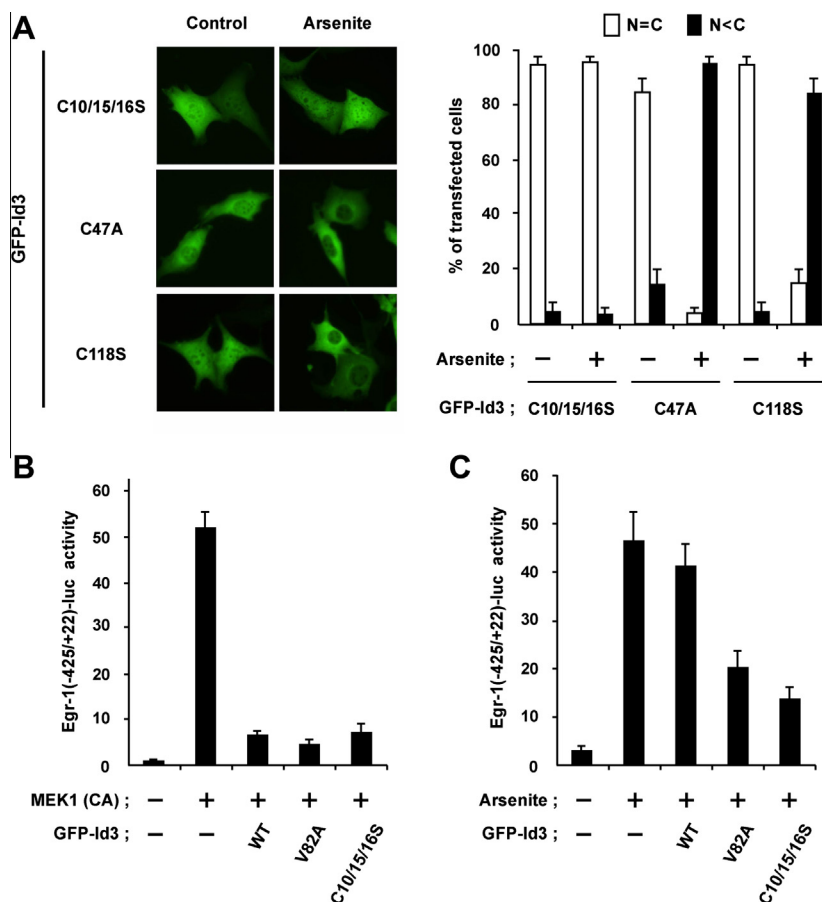 A
Control Arsenite
GFP-Id3
C10/15/16S
C47A
C118S
N=C N<C
% of transfected cells
100
80
60
40
20
0
Arsenite ; − + − + − +
GFP-Id3 ; C10/15/16S C47A C118S
B
Egr-1(-425/+22)-luc activity
60
50
40
30
20
10
0
MEK1 (CA) ; − + + + +
GFP-Id3 ; − − WT V82A C10/15/16S
C
Egr-1(-425/+22)-luc activity
60
50
40
30
20
10
0
Arsenite ; − + + + +
GFP-Id3 ; − − WT V82A C10/15/16S